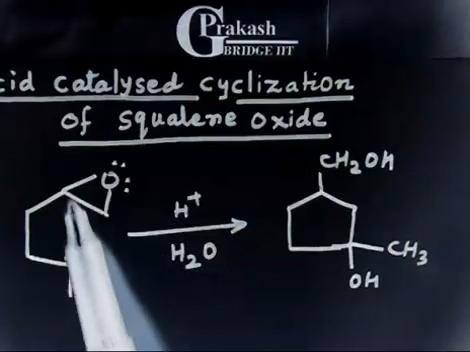 G Prakash
BRIDGE IIT
cid catalysed cyclization
of squalene oxide
O
H+
H2O
CH2OH
CH3
OH